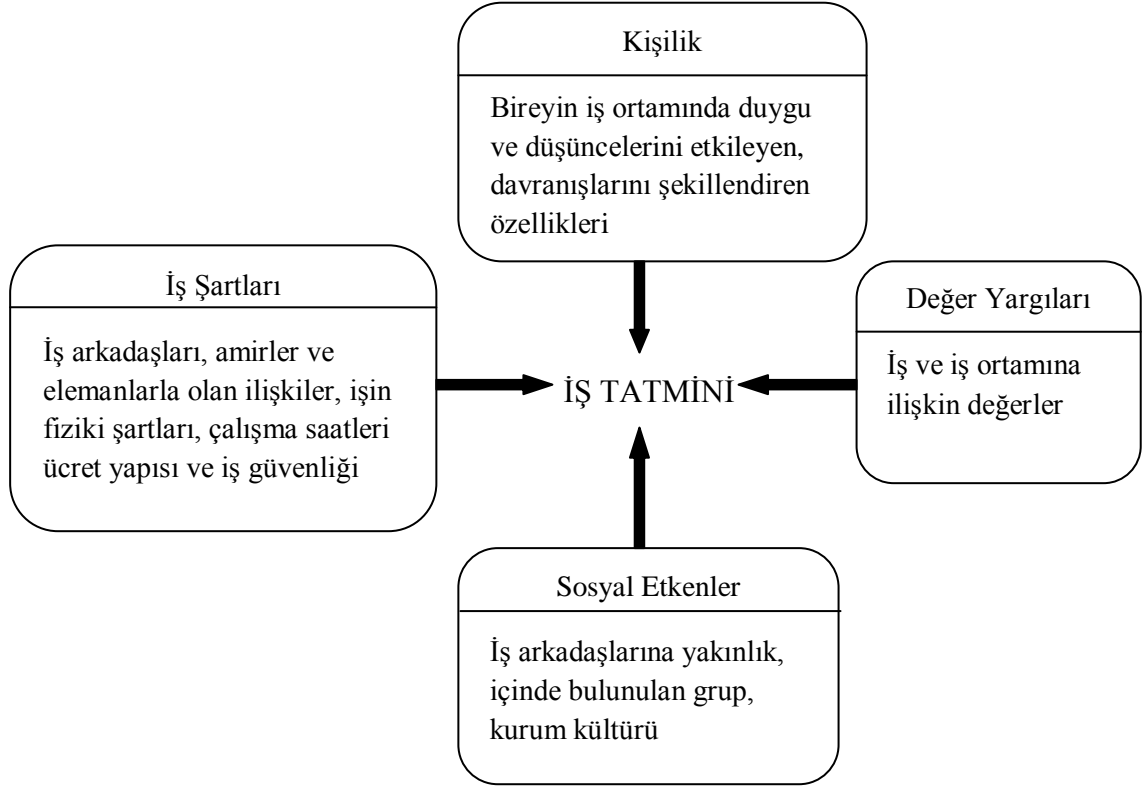 Kişilik
Bireyin iş ortamında duygu
ve düşüncelerini etkileyen,
davranışlarını şekillendiren
özellikleri
İş Şartları
İş arkadaşları, amirler ve
elemanlarla olan ilişkiler, işin
fiziki şartları, çalışma saatleri
ücret yapısı ve iş güvenliği
İŞ TATMİNİ
Değer Yargıları
İş ve iş ortamına
ilişkin değerler
Sosyal Etkenler
İş arkadaşlarına yakınlık,
içinde bulunulan grup,
kurum kültürü